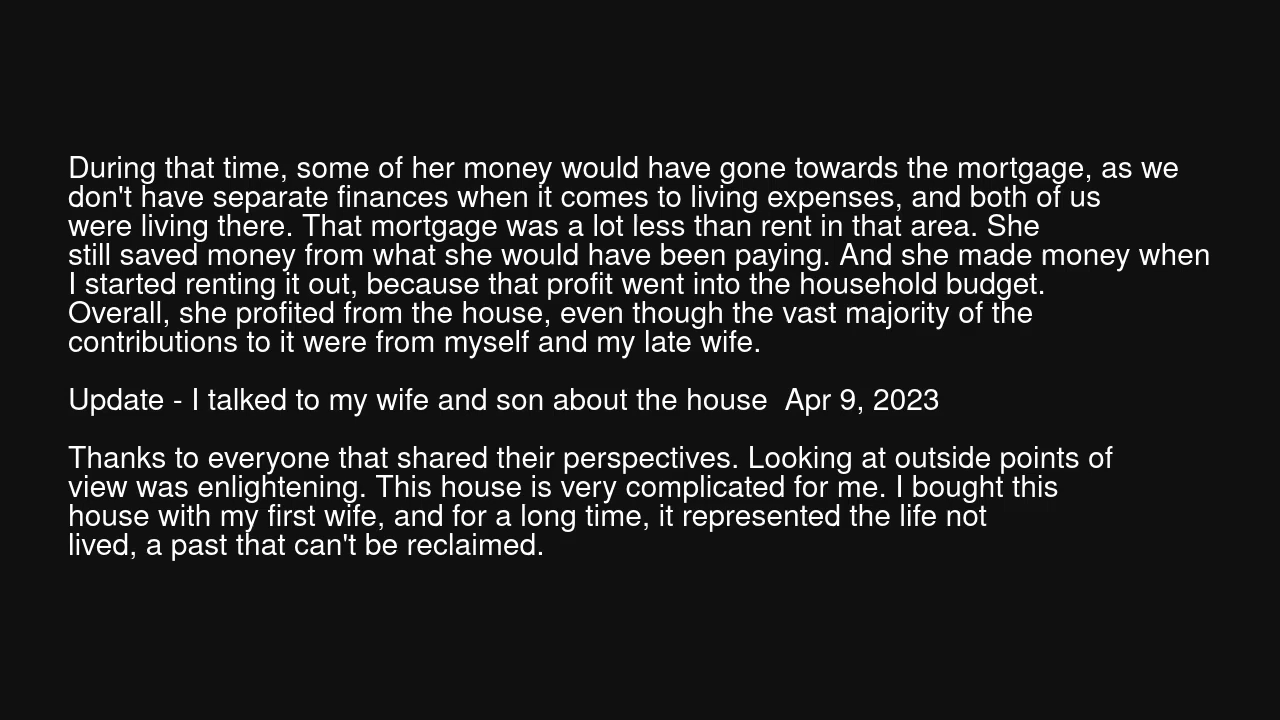 During that time, some of her money would have gone towards the mortgage, as we
don't have separate finances when it comes to living expenses, and both of us
were living there. That mortgage was a lot less than rent in that area. She
still saved money from what she would have been paying. And she made money when
I started renting it out, because that profit went into the household budget.
Overall, she profited from the house, even though the vast majority of the
contributions to it were from myself and my late wife.
Update - I talked to my wife and son about the house  Apr 9, 2023
Thanks to everyone that shared their perspectives. Looking at outside points of
view was enlightening. This house is very complicated for me. I bought this
house with my first wife, and for a long time, it represented the life not
lived, a past that can't be reclaimed.